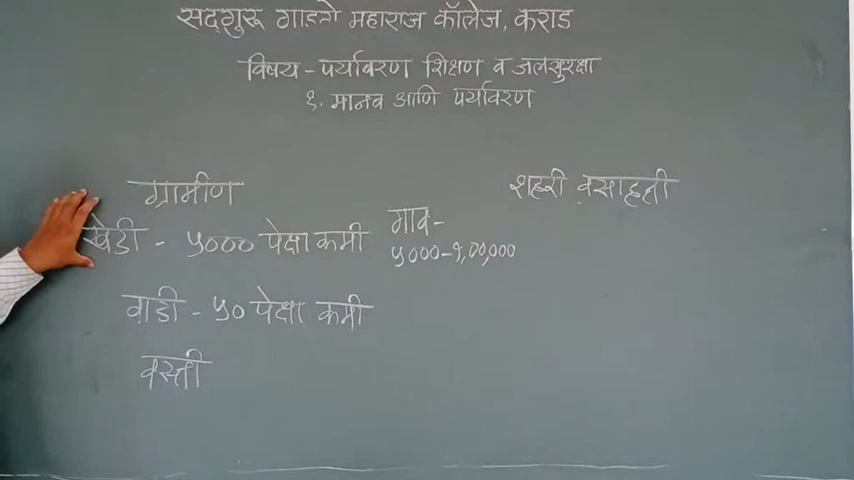 सद्गुरू गाडगे महाराज कॉलेज, कराड
विषय - पर्यावरण शिक्षण व जलसुरक्षा
१. मानव आणि पर्यावरण
ग्रामीण
शहरी वसाहती
खेडी - ५००० पेक्षा कमी
गाव -
५००० - १,००,०००
वाडी - ५० पेक्षा कमी
वस्ती